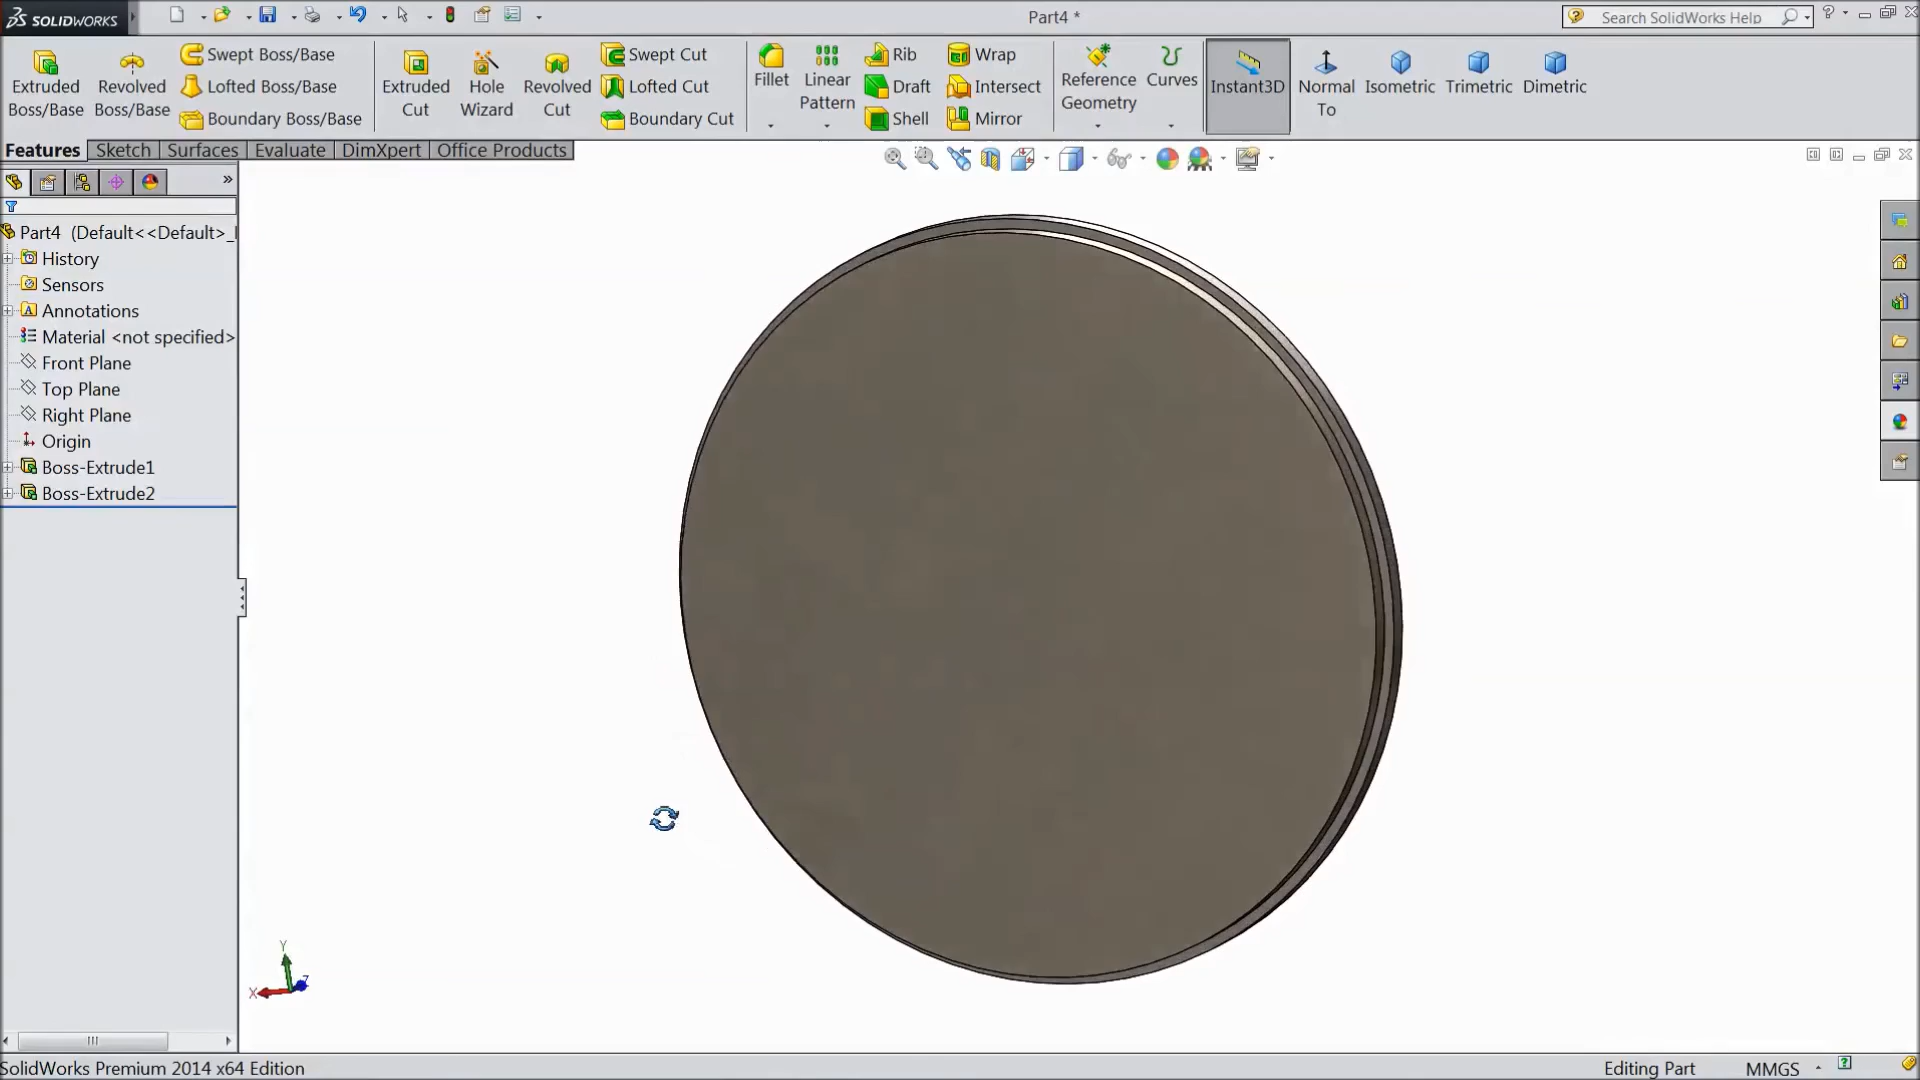 SOLIDWORKS
Part4 *
Search SolidWorks Help
Extruded Boss/Base
Revolved Boss/Base
Swept Boss/Base
Lofted Boss/Base
Boundary Boss/Base
Extruded Cut
Hole Wizard
Revolved Cut
Swept Cut
Lofted Cut
Boundary Cut
Fillet
Linear Pattern
Rib
Draft
Shell
Wrap
Intersect
Mirror
Reference Geometry
Curves
Instant3D
Normal To
Isometric
Trimetric
Dimetric
Features
Sketch
Surfaces
Evaluate
DimXpert
Office Products
Part4 (Default<<Default>_
History
Sensors
Annotations
Material <not specified>
Front Plane
Top Plane
Right Plane
Origin
Boss-Extrude1
Boss-Extrude2
Y
X
Z
SolidWorks Premium 2014 x64 Edition
Editing Part
MMGS